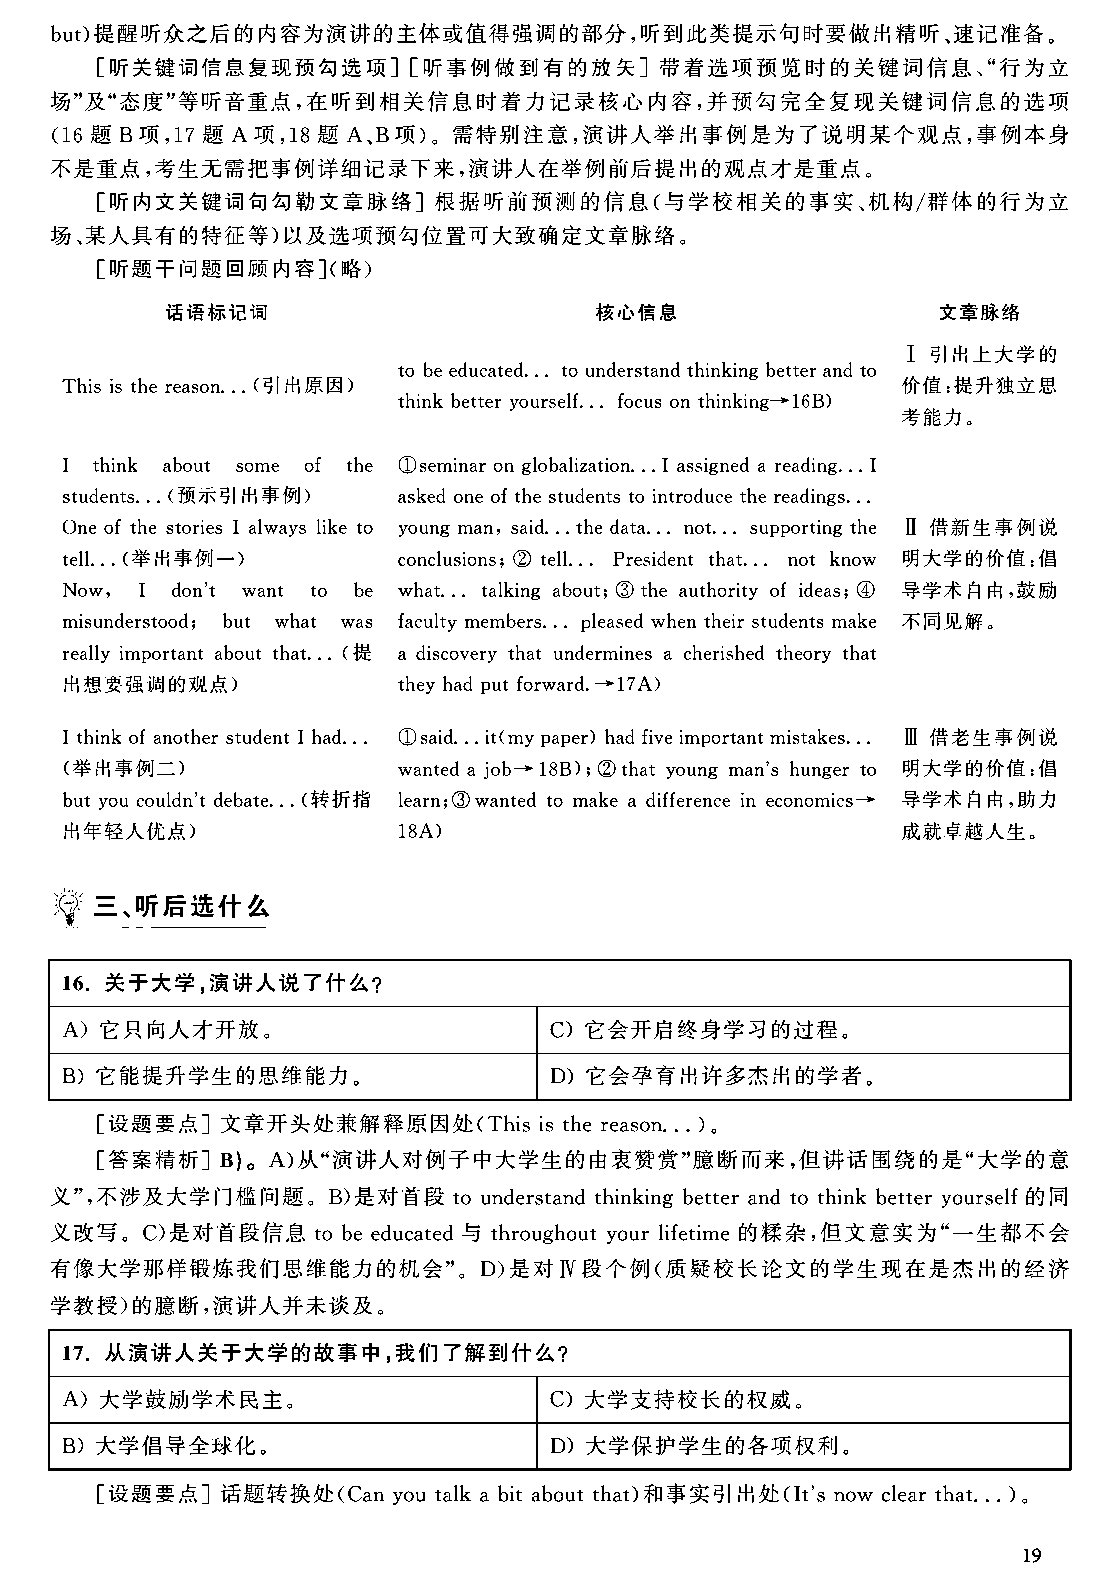 but)提醒听众之后的内容为演讲的主体或值得强调的部分,听到此类提示句时要做出精听、速记准备。
[听关键词信息复现预勾选项][听事例做到有的放矢] 带着选项预览时的关键词信息、“行为立
场”及“态度”等听音重点,在听到相关信息时着力记录核心内容,并预勾完全复现关键词信息的选项
(16 题 B 项,17 题 A 项,18 题 A、B 项)。需特别注意,演讲人举出事例是为了说明某个观点,事例本身
不是重点,考生无需把事例详细记录下来,演讲人在举例前后提出的观点才是重点。
[听内文关键词句勾勒文章脉络] 根据听前预测的信息(与学校相关的事实、机构/群体的行为立
场、某人具有的特征等)以及选项预勾位置可大致确定文章脉络。
[听题干问题回顾内容](略)
话语标记词 核心信息 文章脉络
This is the reason...(引出原因)
to be educated... to understand thinking better and to
think better yourself... focus on thinking→16B)
Ⅰ 引出上大学的
价值:提升独立思
考能力。
I think about some of the
students...(预示引出事例)
One of the stories I always like to
tell...(举出事例一)
Now, I don't want to be
misunderstood; but what was
really important about that...(提
出想要强调的观点)
①seminar on globalization...I assigned a reading...I
asked one of the students to introduce the readings...
young man, said...the data... not... supporting the
conclusions; ② tell... President that... not know
what... talking about; ③ the authority of ideas; ④
faculty members... pleased when their students make
a discovery that undermines a cherished theory that
they had put forward. →17A)
Ⅱ 借新生事例说
明大学的价值:倡
导学术自由,鼓励
不同见解。
I think of another student I had...
(举出事例二)
but you couldn't debate...(转折指
出年轻人优点)
①said...it(my paper) had five important mistakes...
wanted a job→18B); ②that young man's hunger to
learn;③wanted to make a difference in economics→
18A)
Ⅲ 借老生事例说
明大学的价值:倡
导学术自由,助力
成就卓越人生。
三、听后选什么
16. 关于大学,演讲人说了什么?
A) 它只向人才开放。 C) 它会开启终身学习的过程。
B) 它能提升学生的思维能力。 D) 它会孕育出许多杰出的学者。
[设题要点] 文章开头处兼解释原因处(This is the reason...)。
[答案精析] B)。A)从“演讲人对例子中大学生的由衷赞赏”臆断而来,但讲话围绕的是“大学的意
义”,不涉及大学门槛问题。B)是对首段 to understand thinking better and to think better yourself 的同
义改写。C)是对首段信息 to be educated 与 throughout your lifetime 的糅杂,但文意实为“一生都不会
有像大学那样锻炼我们思维能力的机会”。D)是对Ⅳ段个例(质疑校长论文的学生现在是杰出的经济
学教授)的臆断,演讲人并未谈及。
17. 从演讲人关于大学的故事中,我们了解到什么?
A) 大学鼓励学术民主。 C) 大学支持校长的权威。
B) 大学倡导全球化。 D) 大学保护学生的各项权利。
[设题要点] 话题转换处(Can you talk a bit about that)和事实引出处(It's now clear that...)。
19